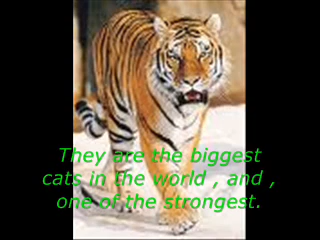 They are the biggest
cats in the world , and ,
one of the strongest.